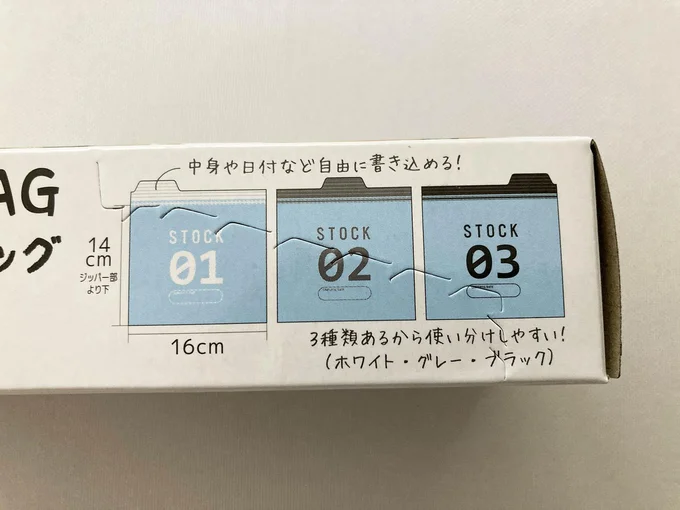 AG
ング
中身や日付など自由に書き込める!
14
cm
ジッパー部
より下
STOCK
01
STOCK
02
STOCK
03
16cm
3種類あるから使い分けしやすい!
(ホワイト・グレー・ブラック)